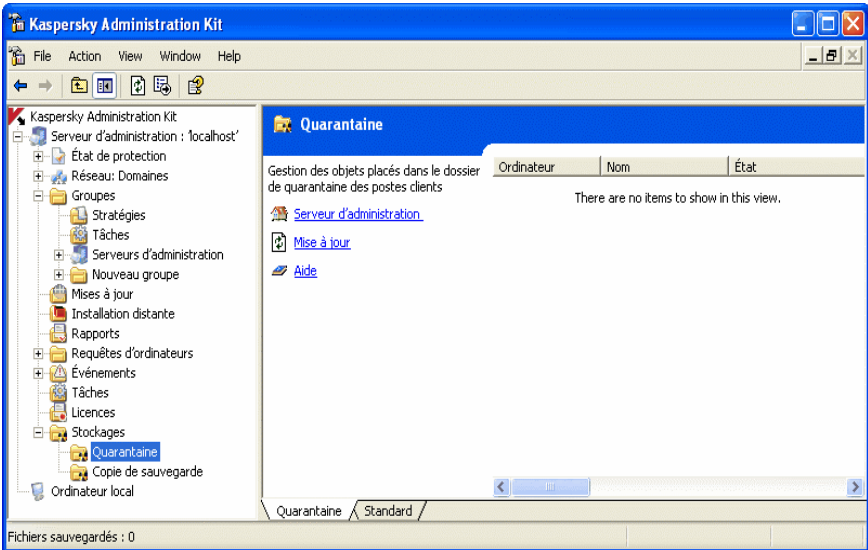 Kaspersky Administration Kit
File Action View Window Help
Kaspersky Administration Kit
Serveur d'administration : 'localhost'
État de protection
Réseau: Domaines
Groupes
Stratégies
Tâches
Serveurs d'administration
Nouveau groupe
Mises à jour
Installation distante
Rapports
Requêtes d'ordinateurs
Événements
Tâches
Licences
Stockages
Quarantaine
Copie de sauvegarde
Ordinateur local
Quarantaine
Gestion des objets placés dans le dossier
de quarantaine des postes clients
Serveur d'administration
Mise à jour
Aide
Ordinateur Nom État
There are no items to show in this view.
Quarantaine Standard
Fichiers sauvegardés : 0